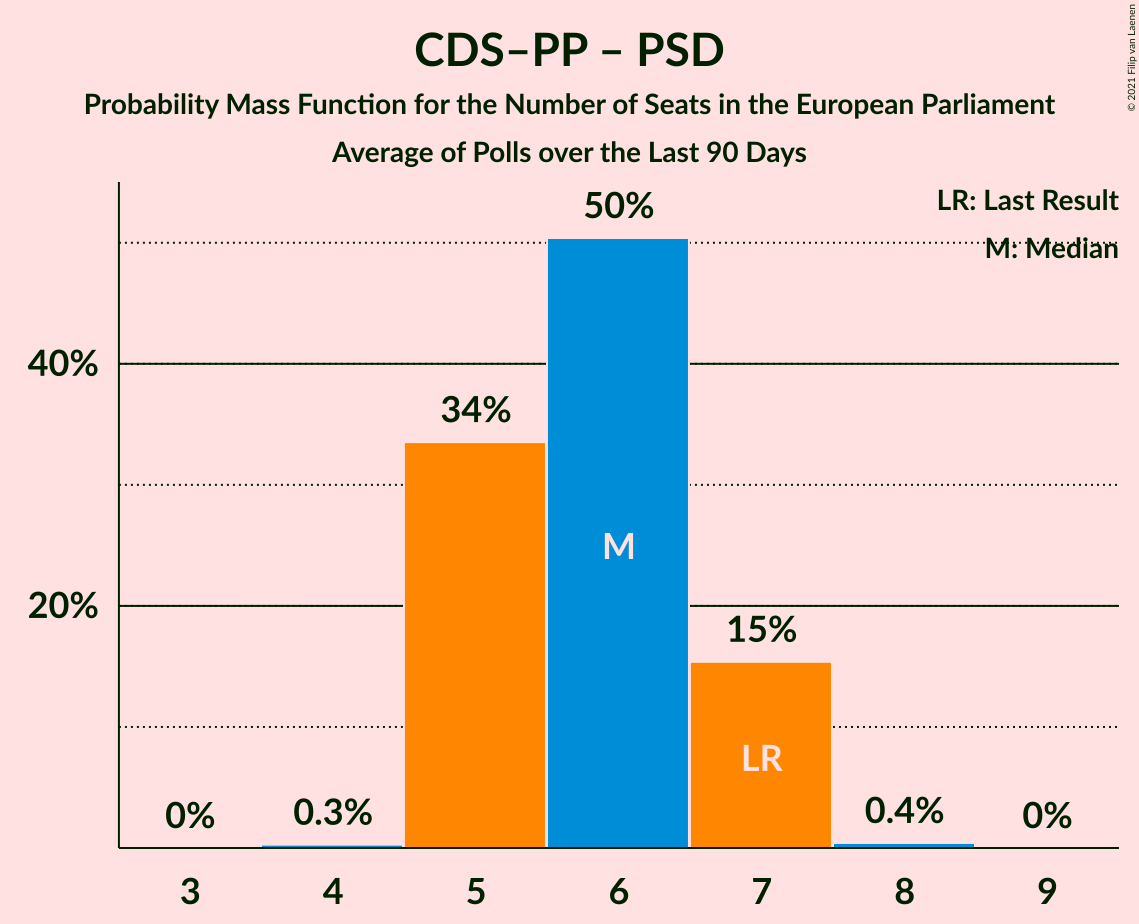 CDS–PP – PSD
Probability Mass Function for the Number of Seats in the European Parliament
Average of Polls over the Last 90 Days
© 2021 Filip van Laenen
LR: Last Result
M: Median
50%
40%
34%
M
20%
15%
LR
0%
0.3%
0.4%
0%
3
4
5
6
7
8
9